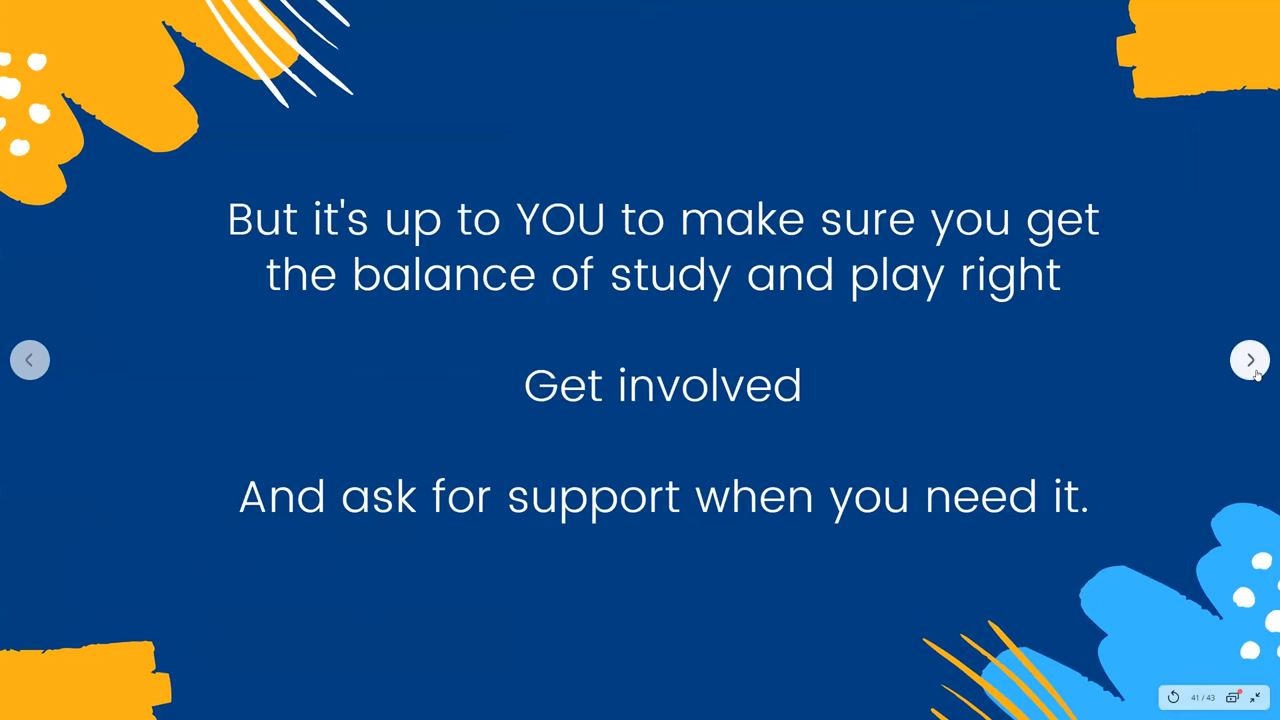 But it's up to YOU to make sure you get
the balance of study and play right
Get involved
And ask for support when you need it.
41 / 43